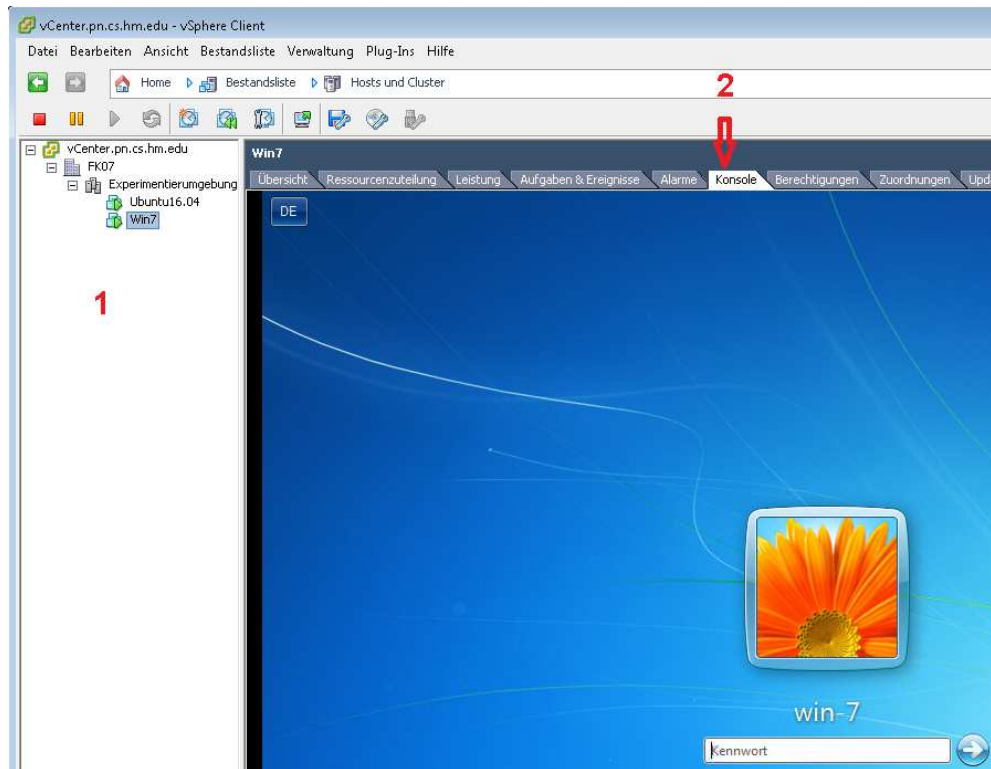 vCenter.pn.cs.hm.edu - vSphere Client
Datei Bearbeiten Ansicht Bestandsliste Verwaltung Plug-Ins Hilfe
Home Bestandsliste Hosts und Cluster
2
vCenter.pn.cs.hm.edu
FK07
Experimentierumgebung
Ubuntu16.04
Win7
1
Win7
Übersicht Ressourcenzuteilung Leistung Aufgaben & Ereignisse Alarme Konsole Berechtigungen Zuordnungen Upd
DE
win-7
Kennwort